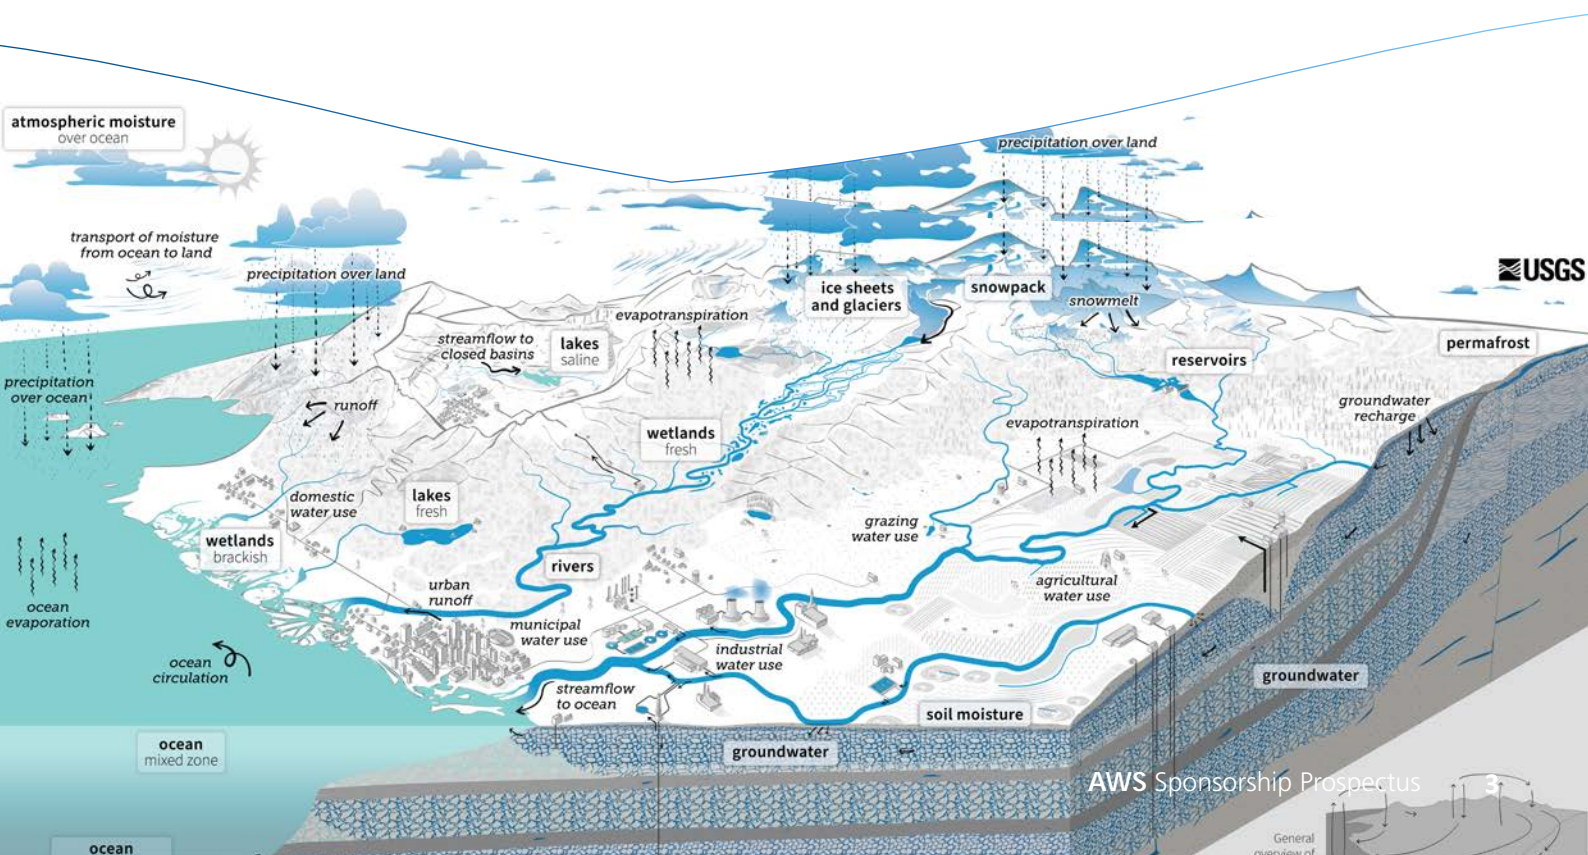 atmospheric moisture
over ocean
precipitation over land
transport of moisture
from ocean to land
precipitation over land
USGS
ice sheets
and glaciers
snowpack
snowmelt
evapotranspiration
streamflow to
closed basins
lakes
saline
permafrost
reservoirs
precipitation
over ocean
runoff
groundwater
recharge
evapotranspiration
wetlands
fresh
domestic
water use
lakes
fresh
grazing
water use
wetlands
brackish
rivers
urban
runoff
agricultural
water use
ocean
evaporation
municipal
water use
industrial
water use
ocean
circulation
groundwater
streamflow
to ocean
soil moisture
ocean
mixed zone
groundwater
AWS Sponsorship Prospectus 3
General
overview of
ocean